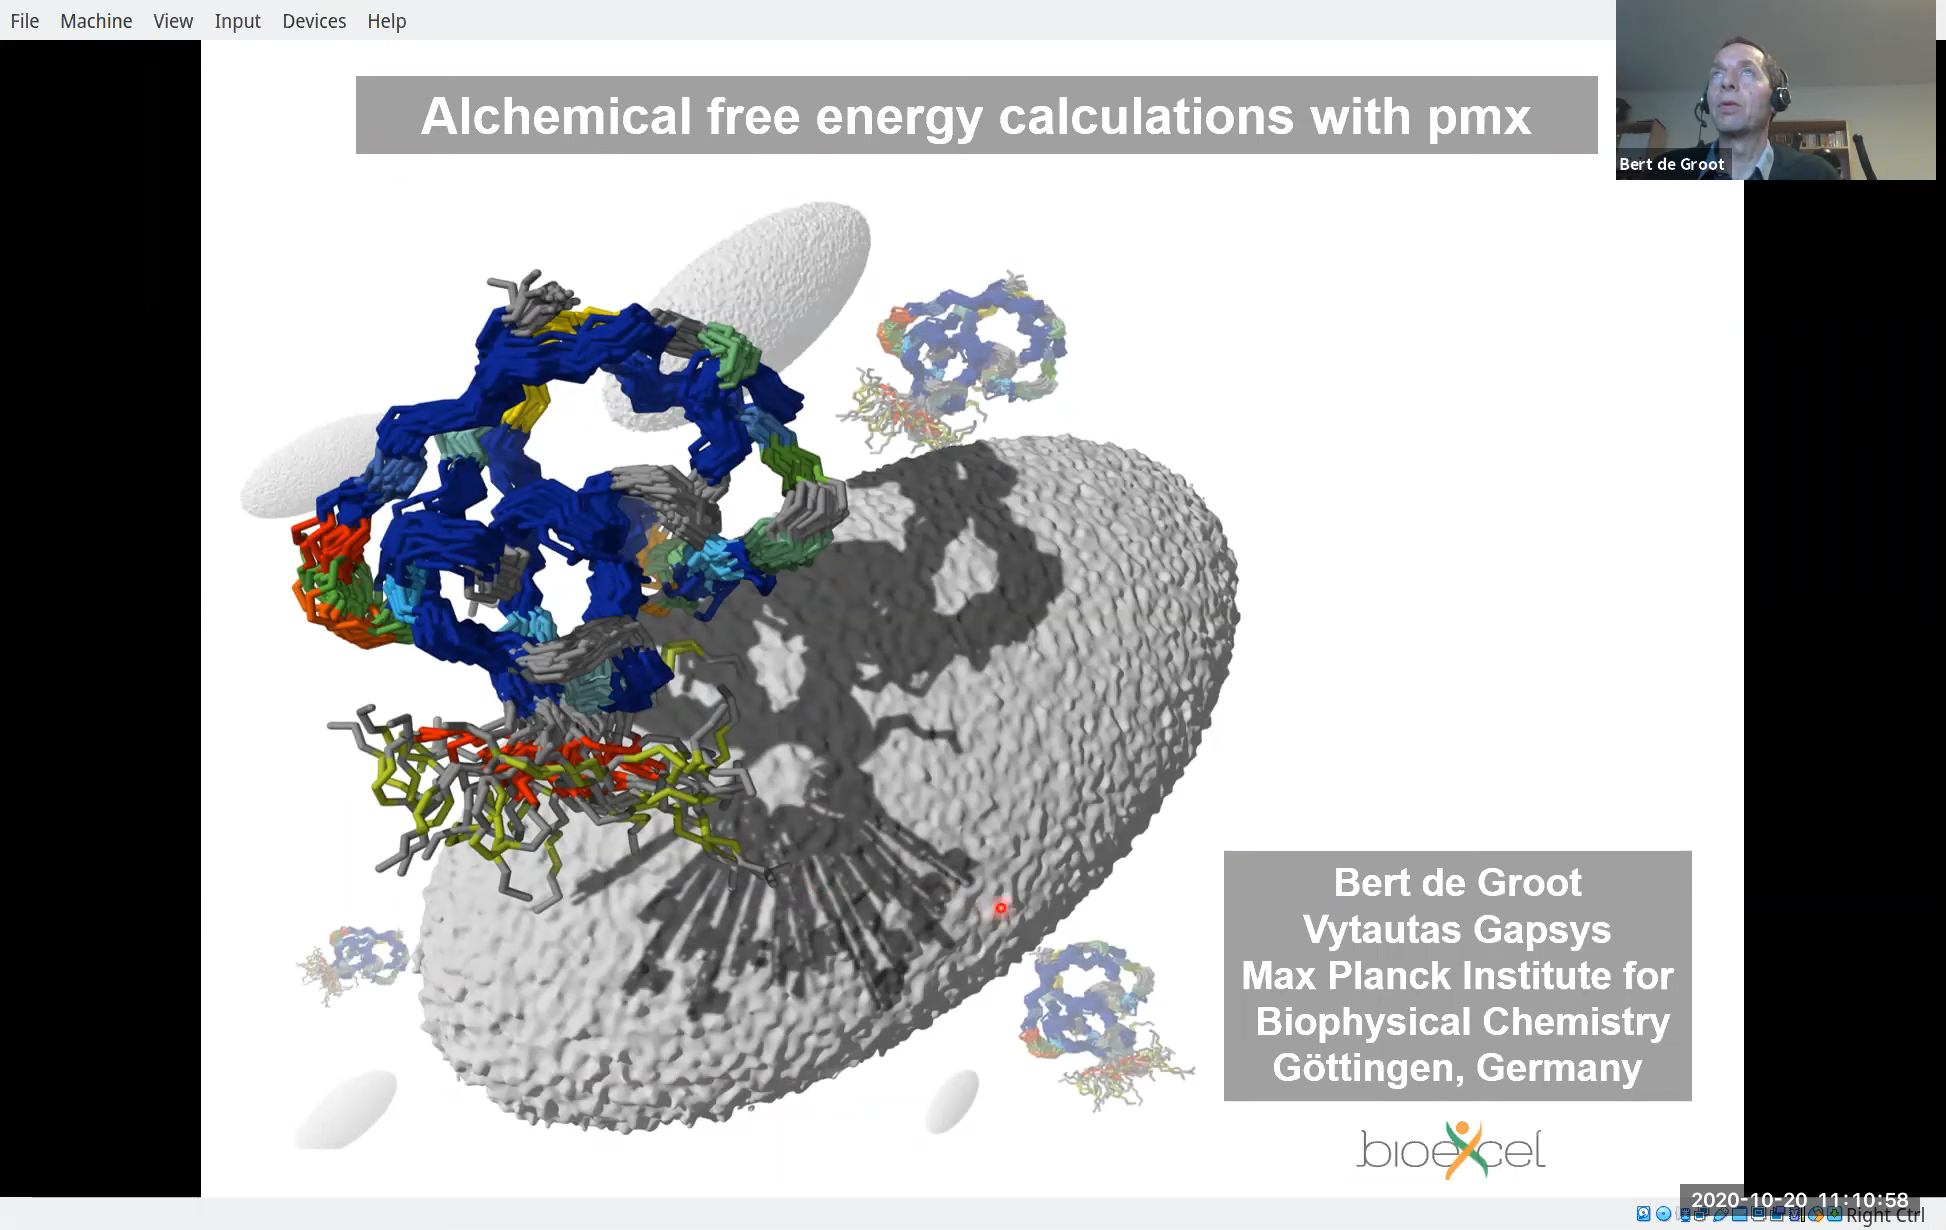 File Machine View Input Devices Help
Alchemical free energy calculations with pmx
Bert de Groot
Bert de Groot
Vytautas Gapsys
Max Planck Institute for
Biophysical Chemistry
Göttingen, Germany
bioexcel
2020-10-20 11:10:58
Right Ctrl